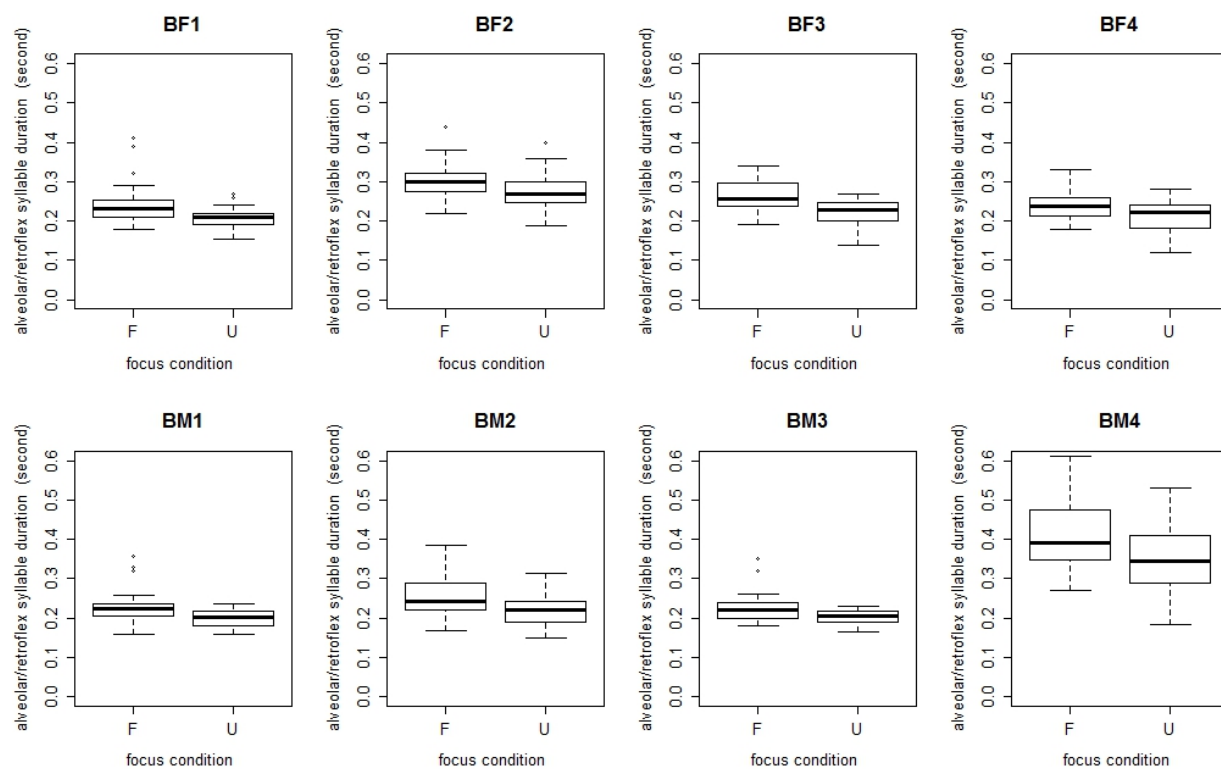 BF1
alveolar/retroflex syllable duration (second)
0.0 0.1 0.2 0.3 0.4 0.5 0.6
F U
focus condition
BF2
alveolar/retroflex syllable duration (second)
0.0 0.1 0.2 0.3 0.4 0.5 0.6
F U
focus condition
BF3
alveolar/retroflex syllable duration (second)
0.0 0.1 0.2 0.3 0.4 0.5 0.6
F U
focus condition
BF4
alveolar/retroflex syllable duration (second)
0.0 0.1 0.2 0.3 0.4 0.5 0.6
F U
focus condition
BM1
alveolar/retroflex syllable duration (second)
0.0 0.1 0.2 0.3 0.4 0.5 0.6
F U
focus condition
BM2
alveolar/retroflex syllable duration (second)
0.0 0.1 0.2 0.3 0.4 0.5 0.6
F U
focus condition
BM3
alveolar/retroflex syllable duration (second)
0.0 0.1 0.2 0.3 0.4 0.5 0.6
F U
focus condition
BM4
alveolar/retroflex syllable duration (second)
0.0 0.1 0.2 0.3 0.4 0.5 0.6
F U
focus condition